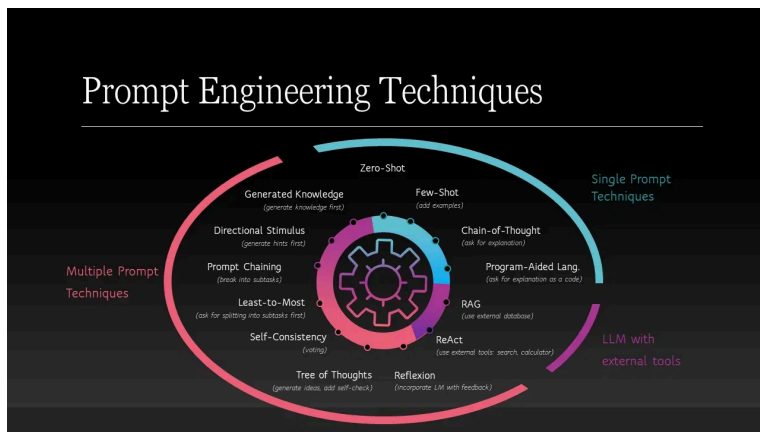 Prompt Engineering Techniques
Zero-Shot
Few-Shot
(add examples)
Chain-of-Thought
(ask for explanation)
Program-Aided Lang.
(ask for explanation as a code)
RAG
(use external database)
ReAct
(use external tools: search, calculator)
Reflexion
(incorporate LM with feedback)
Tree of Thoughts
(generate ideas, add self-check)
Self-Consistency
(voting)
Least-to-Most
(ask for splitting into subtasks first)
Prompt Chaining
(break into subtasks)
Directional Stimulus
(generate hints first)
Generated Knowledge
(generate knowledge first)
Single Prompt
Techniques
LLM with
external tools
Multiple Prompt
Techniques